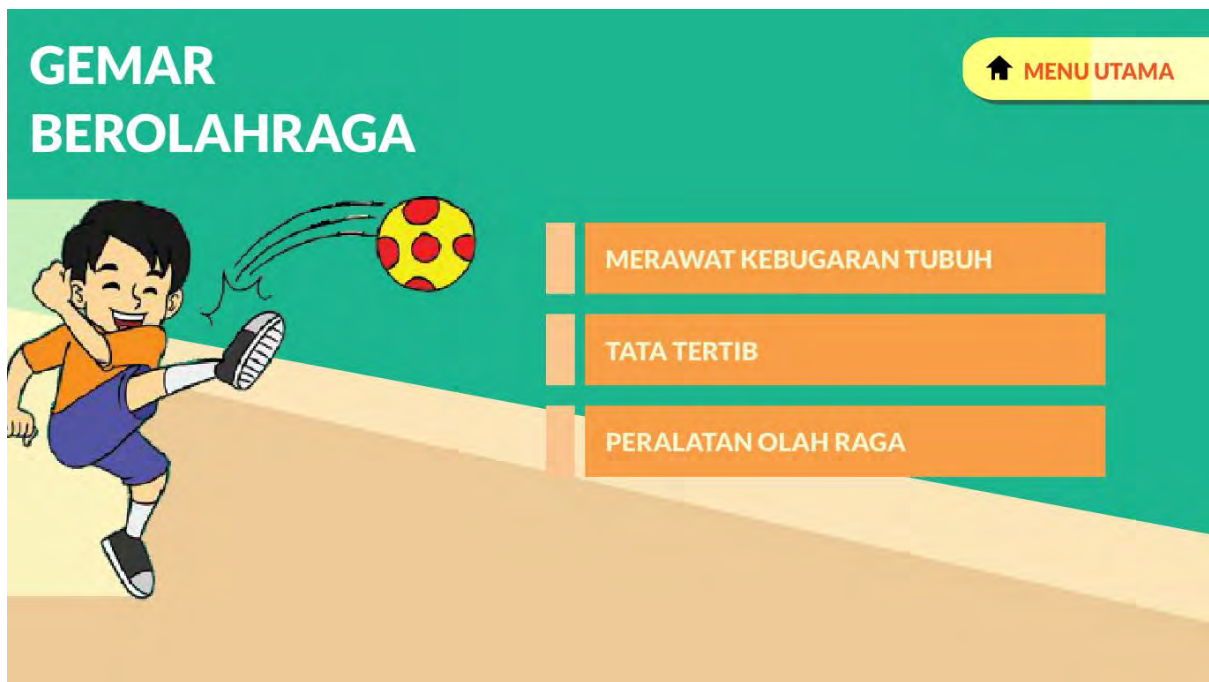 GEMAR
BEROLAHRAGA
MENU UTAMA
MERAWAT KEBUGARAN TUBUH
TATA TERTIB
PERALATAN OLAH RAGA